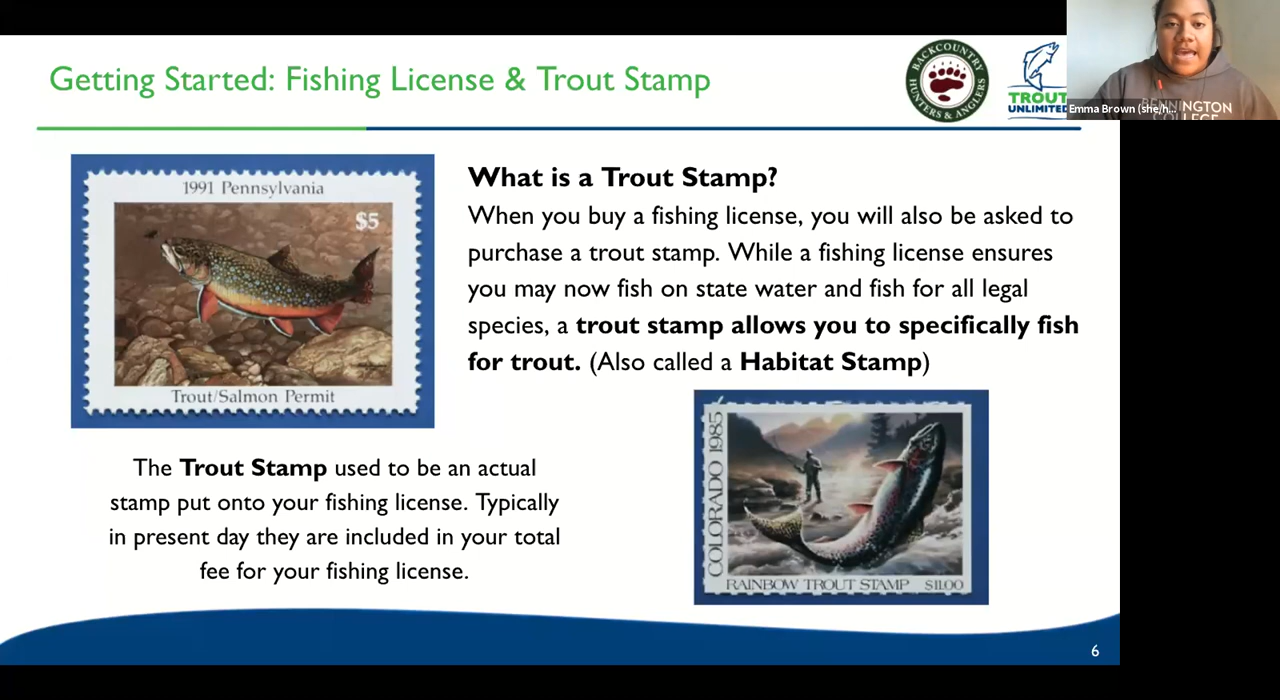 Getting Started: Fishing License & Trout Stamp
BACKCOUNTRY
HUNTERS & ANGLERS
TROUT
UNLIMITED
Emma Brown (she/h...
BENNINGTON
COLLEGE
1991 Pennsylvania
$5
Trout/Salmon Permit
What is a Trout Stamp?
When you buy a fishing license, you will also be asked to
purchase a trout stamp. While a fishing license ensures
you may now fish on state water and fish for all legal
species, a trout stamp allows you to specifically fish
for trout. (Also called a Habitat Stamp)
The Trout Stamp used to be an actual
stamp put onto your fishing license. Typically
in present day they are included in your total
fee for your fishing license.
COLORADO 1985
RAINBOW TROUT STAMP $11.00
6